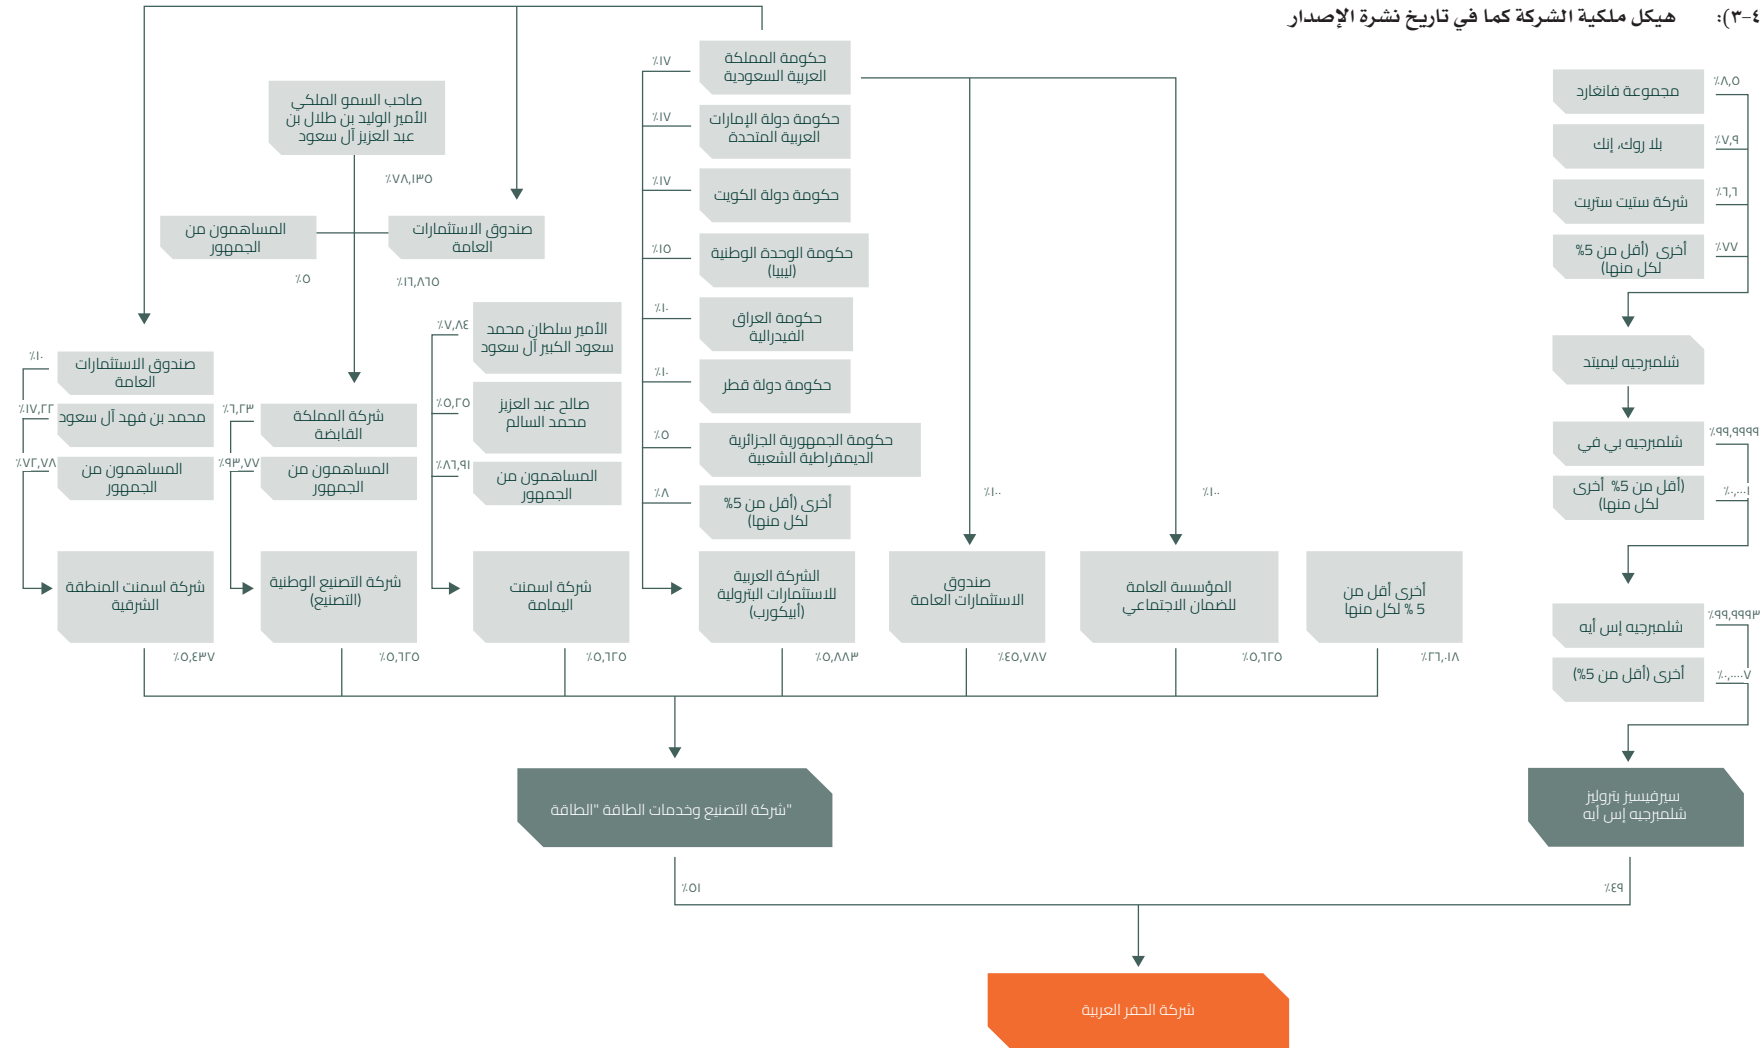 ٤-٣): هيكل ملكية الشركة كما في تاريخ نشرة الإصدار
مجموعة فانغارد
٪٨,٥
بلا روك، إنك
٪٧,٩
شركة ستيت ستريت
٪٦,٦
أخرى (أقل من 5%
لكل منها)
٪٧٧
شلمبرجيه ليميتد
شلمبرجيه بي في
٪٩٩,٩٩٩٩
(أقل من 5% أخرى
لكل منها)
٪٠,٠٠٠١
شلمبرجيه إس أيه
٪٩٩,٩٩٩٣
أخرى (أقل من 5%)
٪٠,٠٠٠٠٧
سيرفيسيز بتروليز
شلمبرجيه إس أيه
٪٤٩
حكومة المملكة
العربية السعودية
٪١٧
حكومة دولة الإمارات
العربية المتحدة
٪١٧
حكومة دولة الكويت
٪١٧
حكومة الوحدة الوطنية
(ليبيا)
٪١٥
حكومة العراق
الفيدرالية
٪١٠
حكومة دولة قطر
٪١٠
حكومة الجمهورية الجزائرية
الديمقراطية الشعبية
٪٥
أخرى (أقل من 5%
لكل منها)
٪٨
٪١٠٠
٪١٠٠
صاحب السمو الملكي
الأمير الوليد بن طلال بن
عبد العزيز آل سعود
٪٧٨,١٣٥
صندوق الاستثمارات
العامة
٪١٦,٨٦٥
المساهمون من
الجمهور
٪٥
الأمير سلطان محمد
سعود الكبير آل سعود
٪٧,٨٤
صالح عبد العزيز
محمد السالم
٪٥,٢٥
المساهمون من
الجمهور
٪٨٦,٩١
شركة المملكة
القابضة
٪٦,٢٣
المساهمون من
الجمهور
٪٩٣,٧٧
صندوق الاستثمارات
العامة
٪١٠
محمد بن فهد آل سعود
٪١٧,٢٢
المساهمون من
الجمهور
٪٧٢,٧٨
أخرى أقل من
5 % لكل منها
٪٢٦,٠١٨
المؤسسة العامة
للضمان الاجتماعي
٪٥,٦٢٥
صندوق
الاستثمارات العامة
٪٤٥,٧٨٧
الشركة العربية
للاستثمارات البترولية
(أبيكورب)
٪٥,٨٨٣
شركة اسمنت
اليمامة
٪٥,٦٢٥
شركة التصنيع الوطنية
(التصنيع)
٪٥,٦٢٥
شركة اسمنت المنطقة
الشرقية
٪٥,٤٣٧
شركة التصنيع وخدمات الطاقة "الطاقة"
٪٥١
شركة الحفر العربية